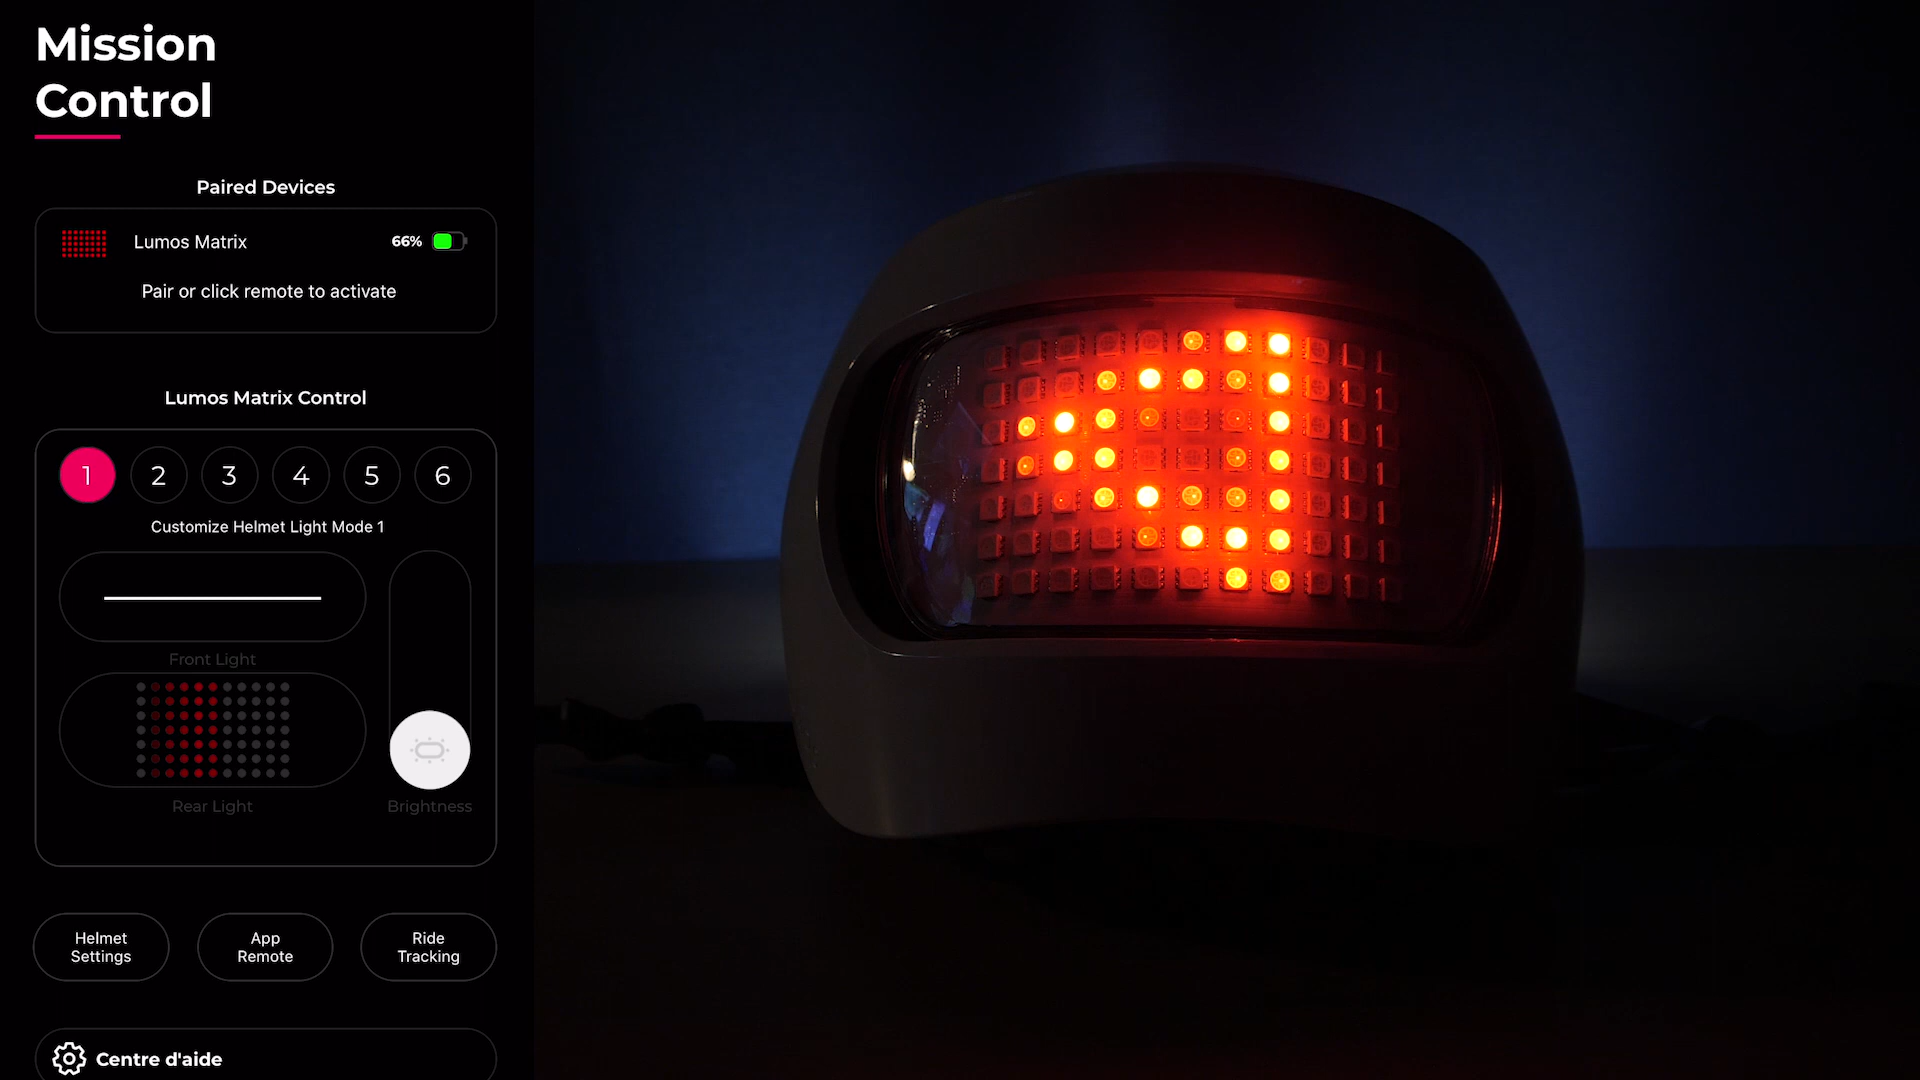 Mission
Control
Paired Devices
Lumos Matrix
66%
Pair or click remote to activate
Lumos Matrix Control
1 2 3 4 5 6
Customize Helmet Light Mode 1
Front Light
Rear Light
Brightness
Helmet
Settings
App
Remote
Ride
Tracking
Centre d'aide